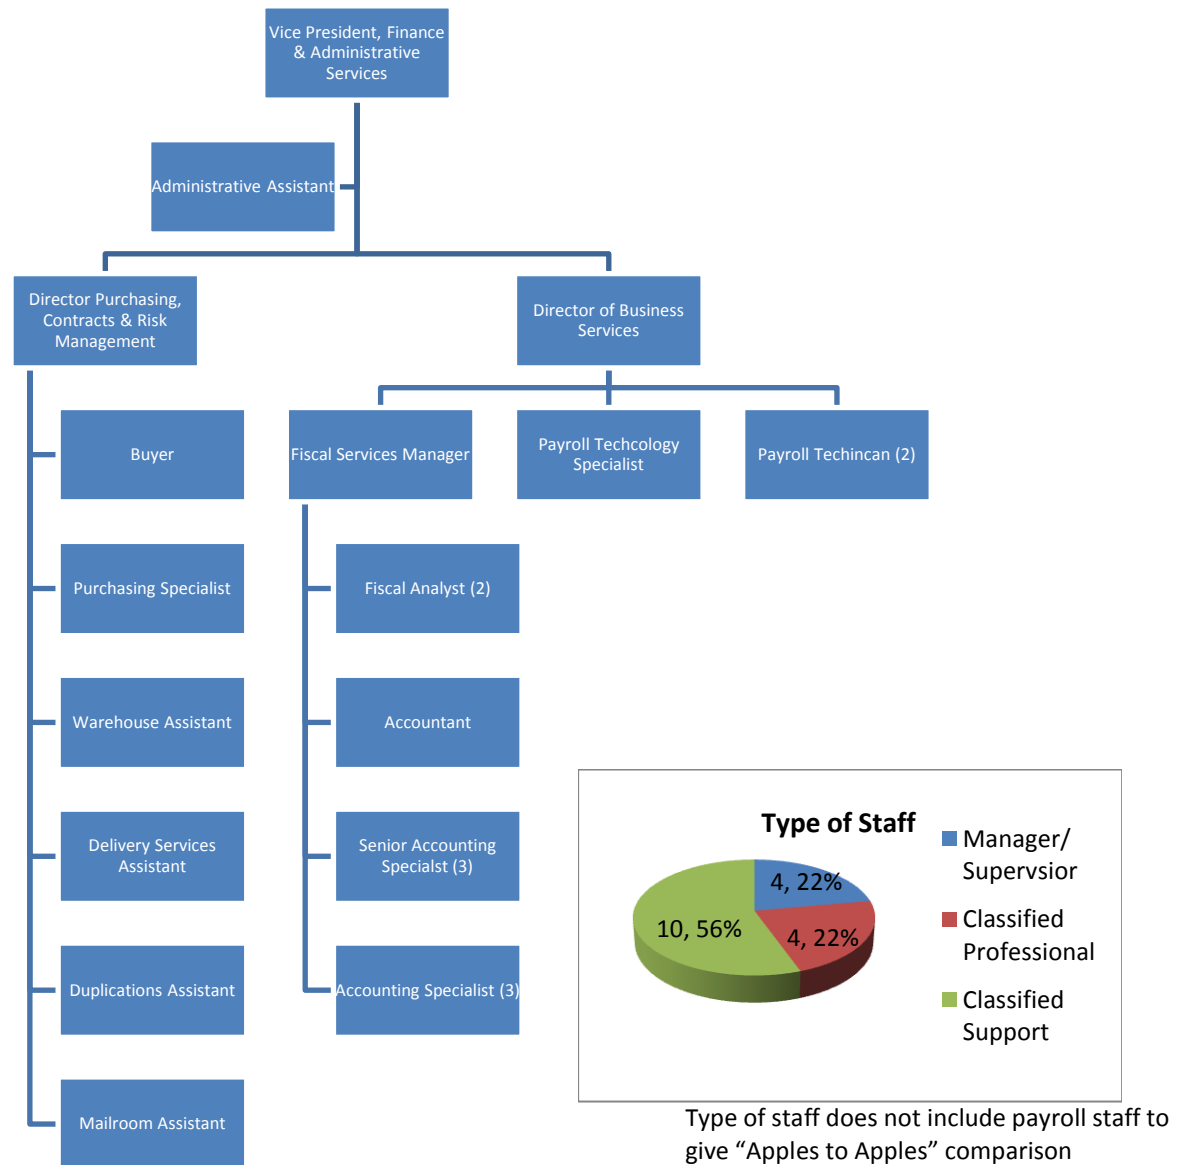 Vice President, Finance
& Administrative
Services
Administrative Assistant
Director Purchasing,
Contracts & Risk
Management
Director of Business
Services
Buyer
Fiscal Services Manager
Payroll Techcology
Specialist
Payroll Techincan (2)
Purchasing Specialist
Fiscal Analyst (2)
Warehouse Assistant
Accountant
Delivery Services
Assistant
Senior Accounting
Specialst (3)
Duplications Assistant
Accounting Specialist (3)
Mailroom Assistant
Type of Staff
4, 22%
4, 22%
10, 56%
Manager/
Supervsior
Classified
Professional
Classified
Support
Type of staff does not include payroll staff to
give “Apples to Apples” comparison